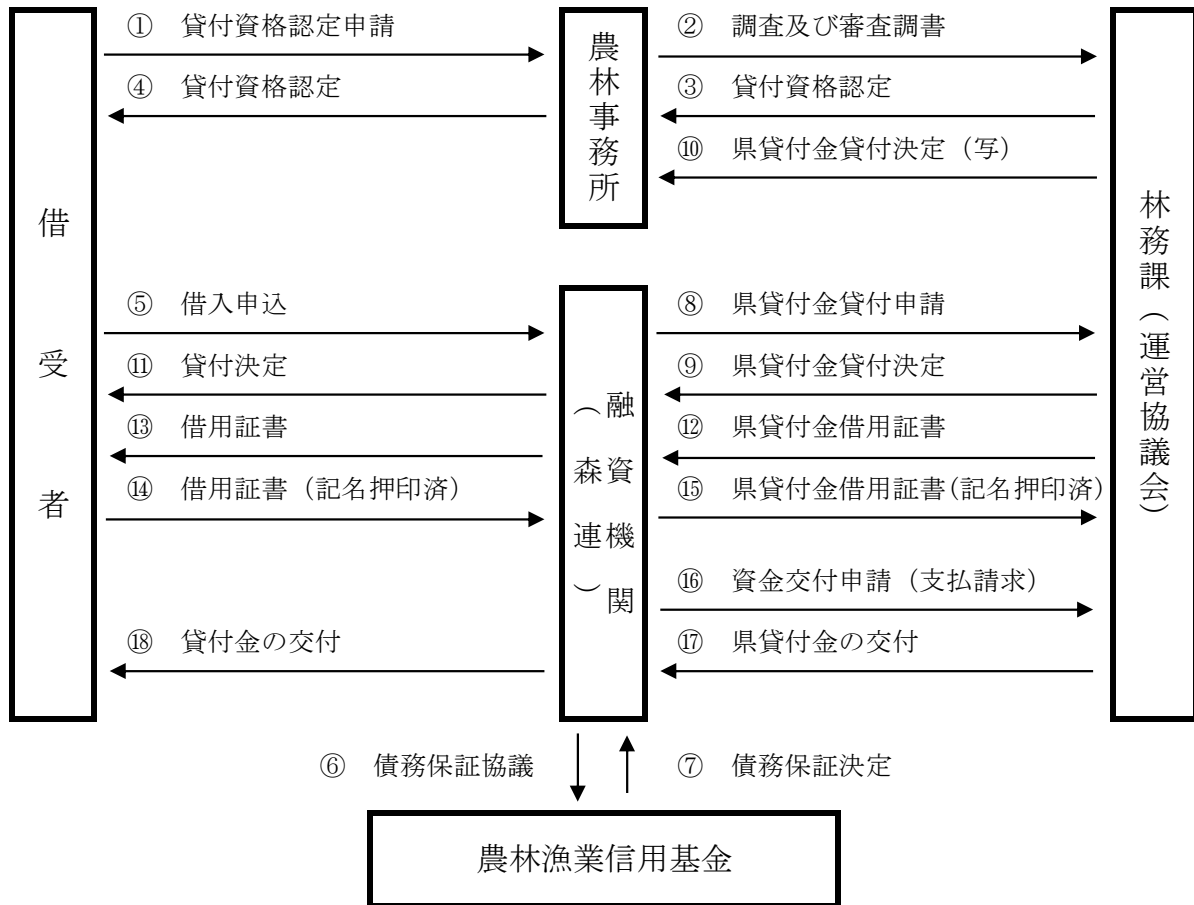 ① 貸付資格認定申請
② 調査及び審査調書
④ 貸付資格認定
③ 貸付資格認定
⑩ 県貸付金貸付決定（写）
農林事務所
借受者
林務課（運営協議会）
⑤ 借入申込
⑧ 県貸付金貸付申請
⑪ 貸付決定
⑨ 県貸付金貸付決定
⑬ 借用証書
⑫ 県貸付金借用証書
⑭ 借用証書（記名押印済）
⑮ 県貸付金借用証書(記名押印済)
融資機関
（森連）
⑯ 資金交付申請（支払請求）
⑱ 貸付金の交付
⑰ 県貸付金の交付
⑥ 債務保証協議
⑦ 債務保証決定
農林漁業信用基金